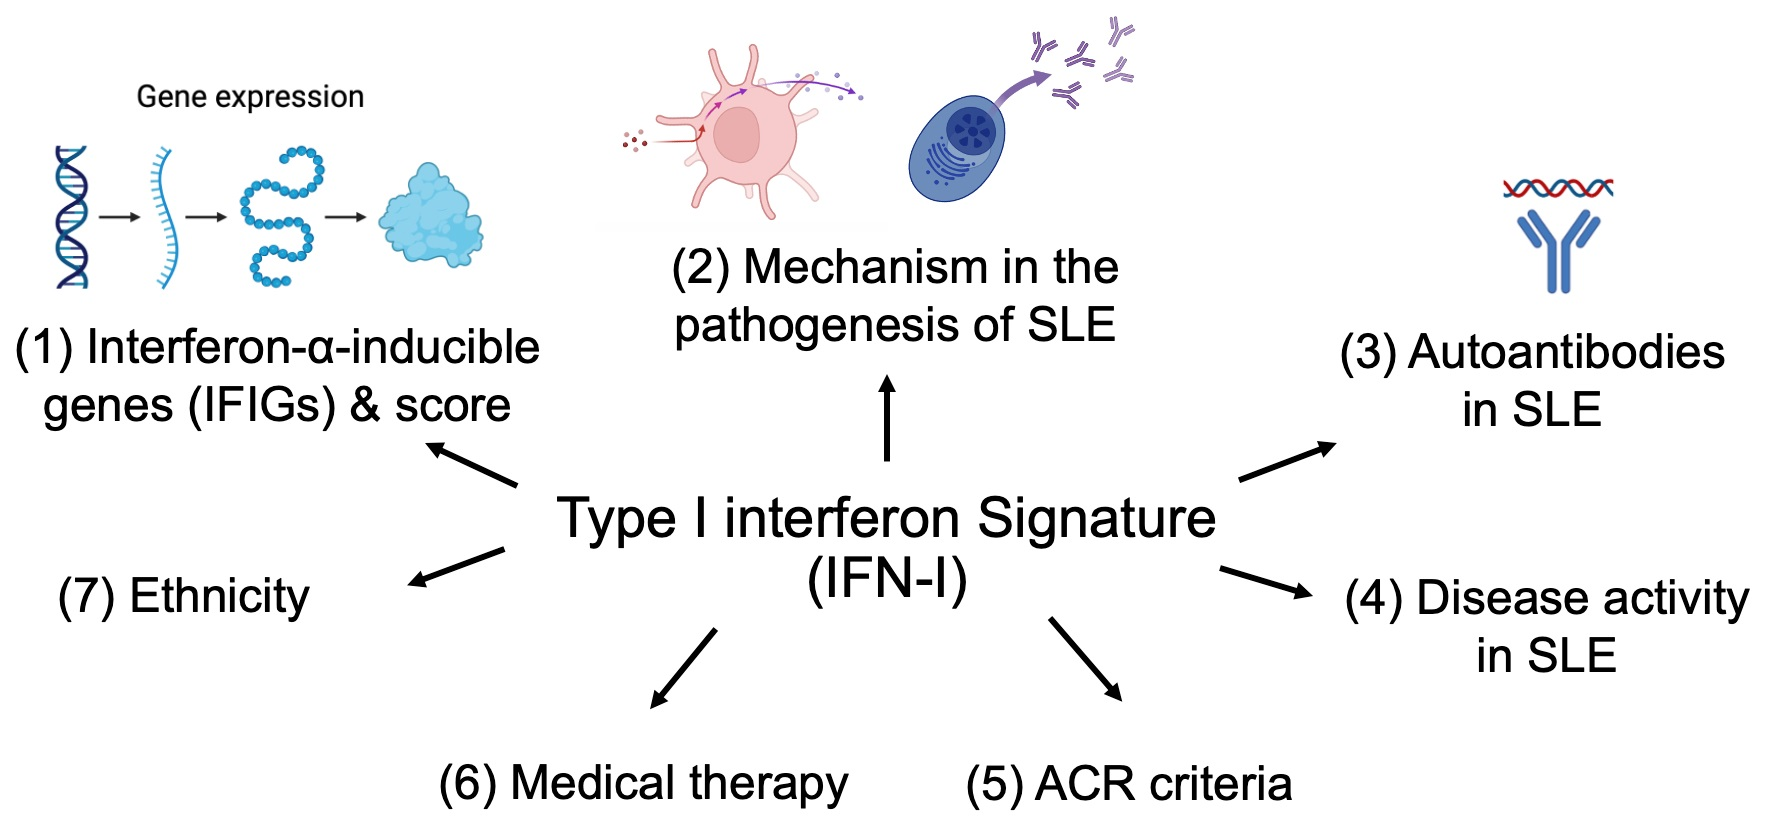 Gene expression
(1) Interferon-α-inducible
genes (IFIGs) & score
(2) Mechanism in the
pathogenesis of SLE
(3) Autoantibodies
in SLE
Type I interferon Signature
(IFN-I)
(4) Disease activity
in SLE
(5) ACR criteria
(6) Medical therapy
(7) Ethnicity